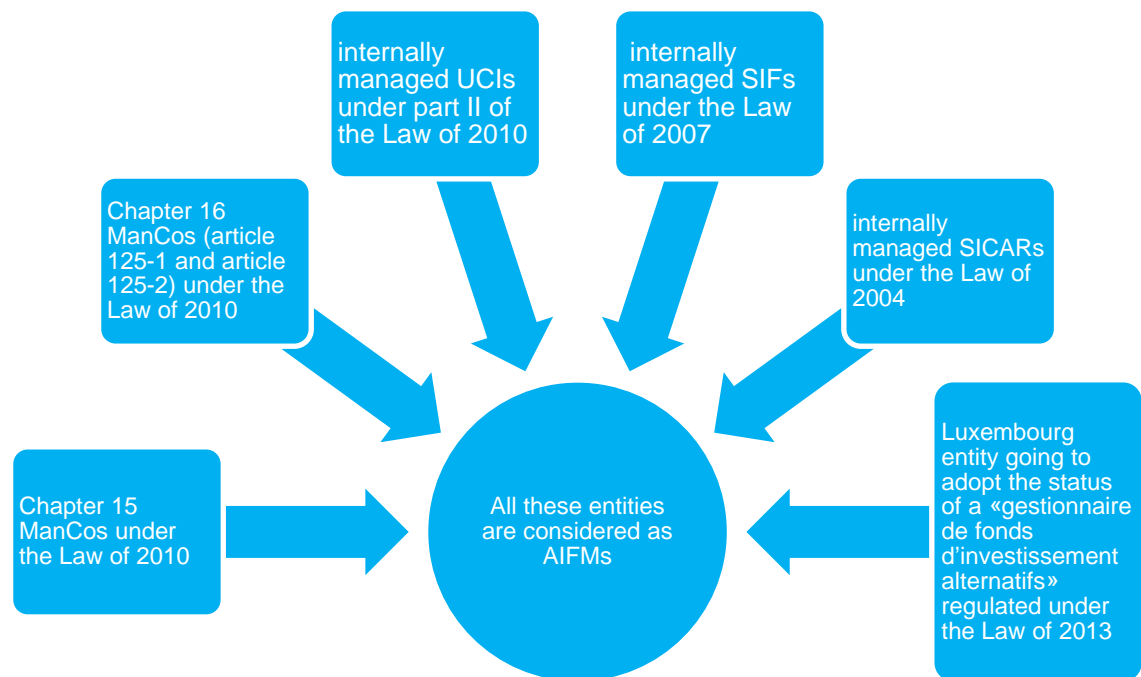 internally
managed UCIs
under part II of
the Law of 2010
internally
managed SIFs
under the Law
of 2007
Chapter 16
ManCos (article
125-1 and article
125-2) under the
Law of 2010
internally
managed SICARs
under the Law of
2004
Chapter 15
ManCos under
the Law of 2010
All these entities
are considered as
AIFMs
Luxembourg
entity going to
adopt the status
of a «gestionnaire
de fonds
d’investissement
alternatifs»
regulated under
the Law of 2013